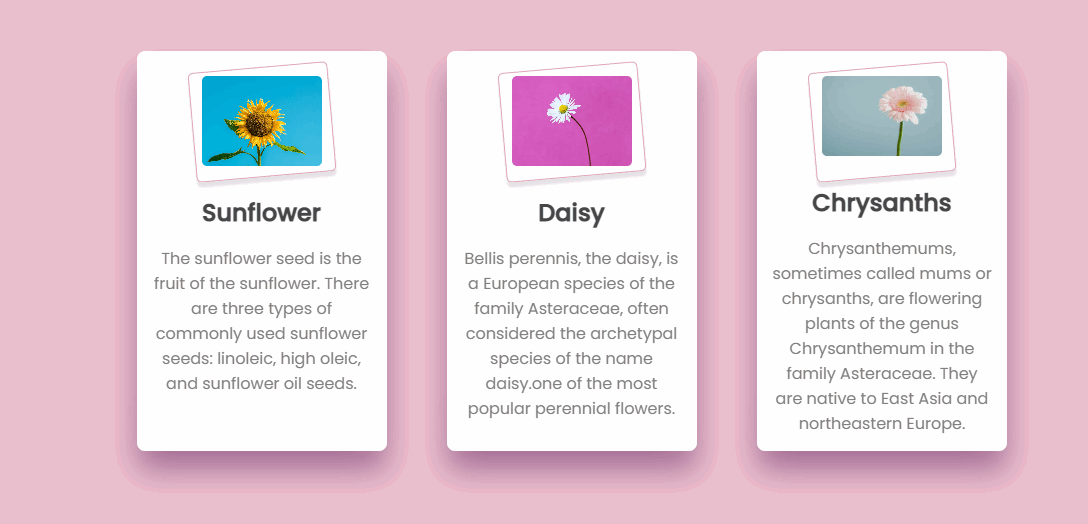 Sunflower
The sunflower seed is the
fruit of the sunflower. There
are three types of
commonly used sunflower
seeds: linoleic, high oleic,
and sunflower oil seeds.
Daisy
Bellis perennis, the daisy, is
a European species of the
family Asteraceae, often
considered the archetypal
species of the name
daisy.one of the most
popular perennial flowers.
Chrysanths
Chrysanthemums,
sometimes called mums or
chrysanths, are flowering
plants of the genus
Chrysanthemum in the
family Asteraceae. They
are native to East Asia and
northeastern Europe.